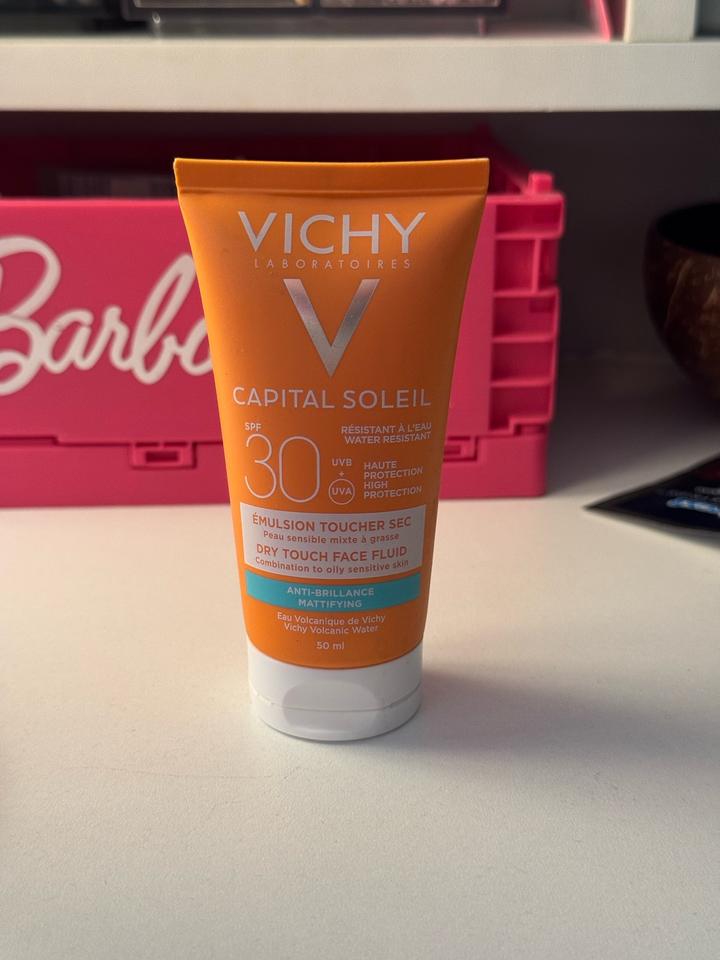 VICHY
LABORATOIRES
V
CAPITAL SOLEIL
SPF
30
RÉSISTANT À L'EAU
WATER RESISTANT
UVB
+
UVA
HAUTE
PROTECTION
HIGH
PROTECTION
ÉMULSION TOUCHER SEC
Peau sensible mixte à grasse
DRY TOUCH FACE FLUID
Combination to oily sensitive skin
ANTI-BRILLANCE
MATTIFYING
Eau Volcanique de Vichy
Vichy Volcanic Water
50 ml
Barb